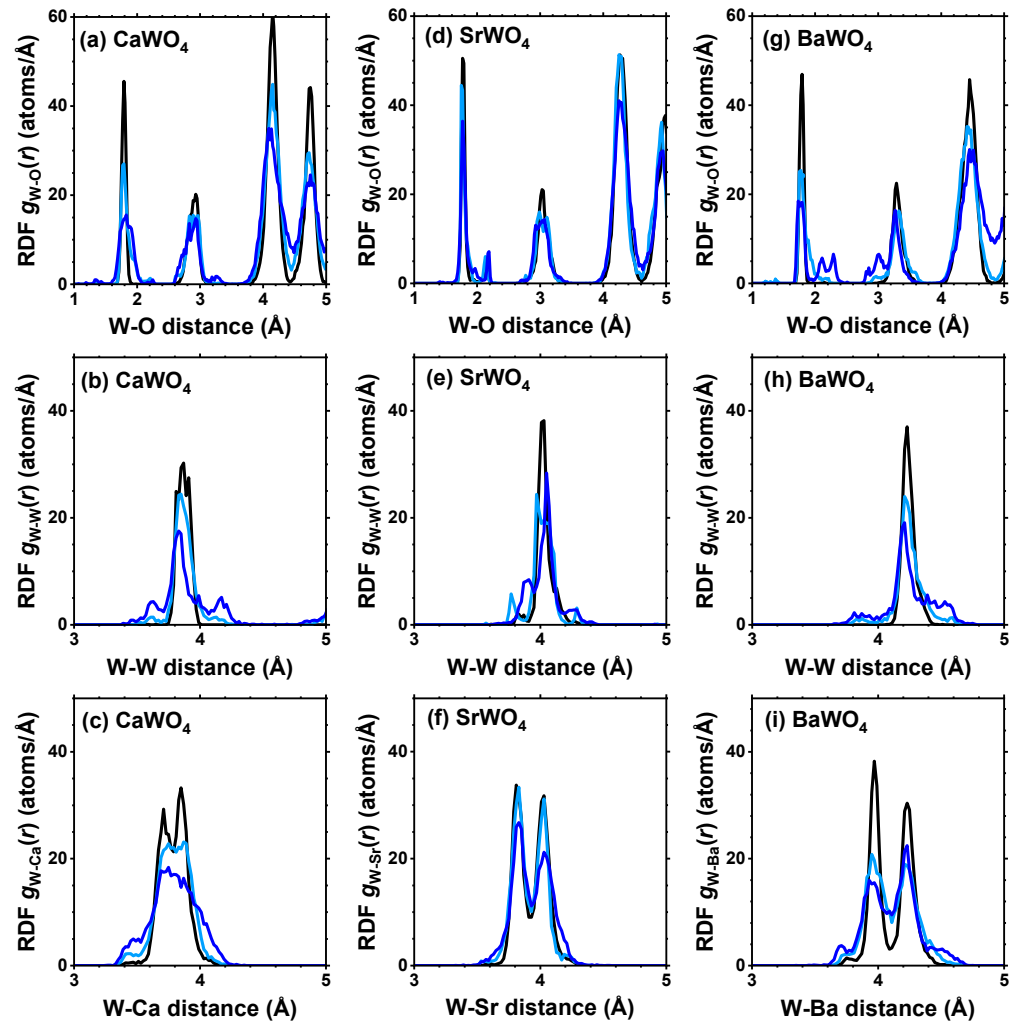 (a) CaWO4
RDF gW-O(r) (atoms/Å)
60
40
20
0
1 2 3 4 5
W-O distance (Å)
(d) SrWO4
RDF gW-O(r) (atoms/Å)
60
40
20
0
1 2 3 4 5
W-O distance (Å)
(g) BaWO4
RDF gW-O(r) (atoms/Å)
60
40
20
0
1 2 3 4 5
W-O distance (Å)
(b) CaWO4
RDF gW-W(r) (atoms/Å)
40
20
0
3 4 5
W-W distance (Å)
(e) SrWO4
RDF gW-W(r) (atoms/Å)
40
20
0
3 4 5
W-W distance (Å)
(h) BaWO4
RDF gW-W(r) (atoms/Å)
40
20
0
3 4 5
W-W distance (Å)
(c) CaWO4
RDF gW-Ca(r) (atoms/Å)
40
20
0
3 4 5
W-Ca distance (Å)
(f) SrWO4
RDF gW-Sr(r) (atoms/Å)
40
20
0
3 4 5
W-Sr distance (Å)
(i) BaWO4
RDF gW-Ba(r) (atoms/Å)
40
20
0
3 4 5
W-Ba distance (Å)